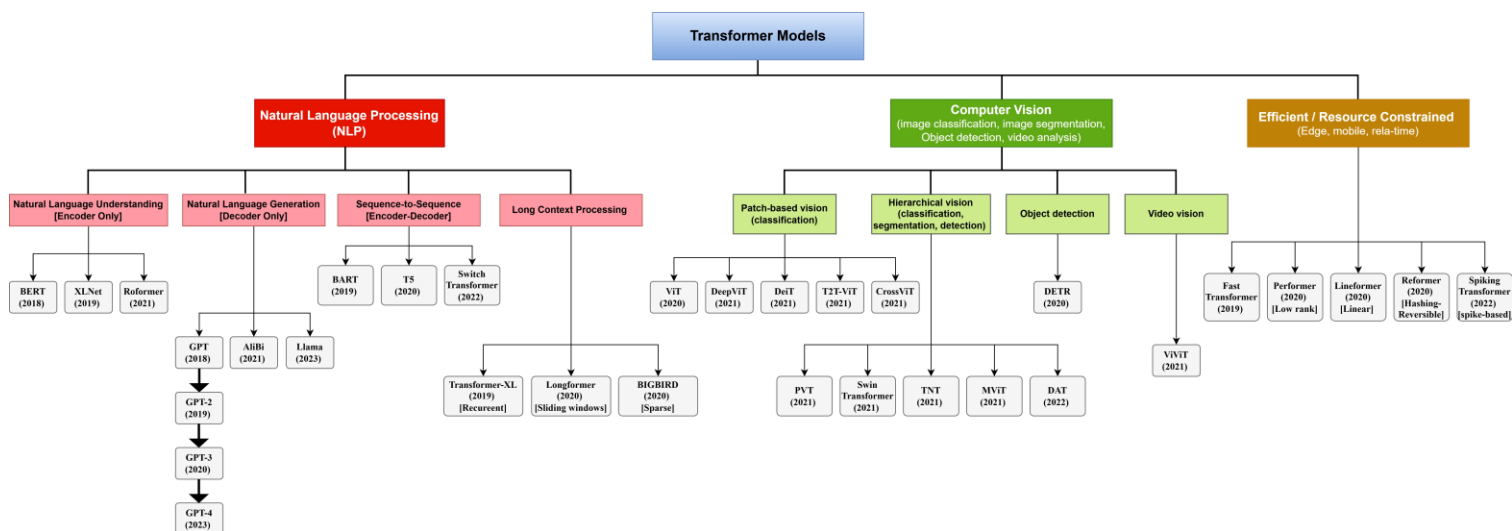 Transformer Models
Natural Language Processing
(NLP)
Computer Vision
(image classification, image segmentation,
Object detection, video analysis)
Efficient / Resource Constrained
(Edge, mobile, rela-time)
Natural Language Understanding
[Encoder Only]
Natural Language Generation
[Decoder Only]
Sequence-to-Sequence
[Encoder-Decoder]
Long Context Processing
Patch-based vision
(classification)
Hierarchical vision
(classification,
segmentation, detection)
Object detection
Video vision
BERT
(2018)
XLNet
(2019)
Roformer
(2021)
GPT
(2018)
AliBi
(2021)
Llama
(2023)
GPT-2
(2019)
GPT-3
(2020)
GPT-4
(2023)
BART
(2019)
T5
(2020)
Switch
Transformer
(2022)
Transformer-XL
(2019)
[Recureent]
Longformer
(2020)
[Sliding windows]
BIGBIRD
(2020)
[Sparse]
ViT
(2020)
DeepViT
(2021)
DeiT
(2021)
T2T-ViT
(2021)
CrossViT
(2021)
PVT
(2021)
Swin
Transformer
(2021)
TNT
(2021)
MViT
(2021)
DAT
(2022)
DETR
(2020)
ViViT
(2021)
Fast
Transformer
(2019)
Performer
(2020)
[Low rank]
Lineformer
(2020)
[Linear]
Reformer
(2020)
[Hashing-
Reversible]
Spiking
Transformer
(2022)
[spike-based]